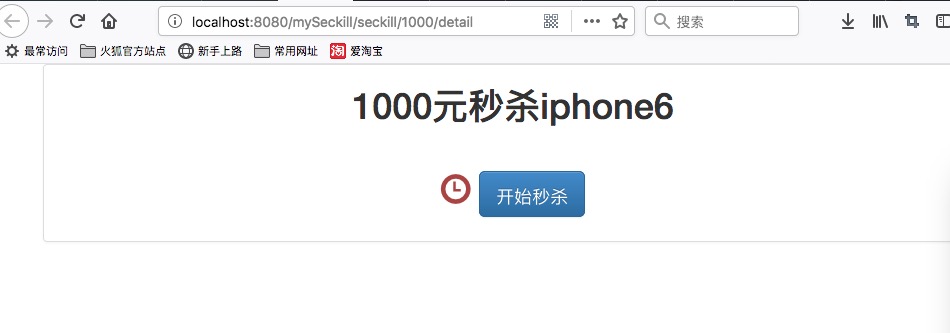 localhost:8080/mySeckill/seckill/1000/detail
搜索
最常访问 火狐官方站点 新手上路 常用网址 淘 爱淘宝
1000元秒杀iphone6
开始秒杀